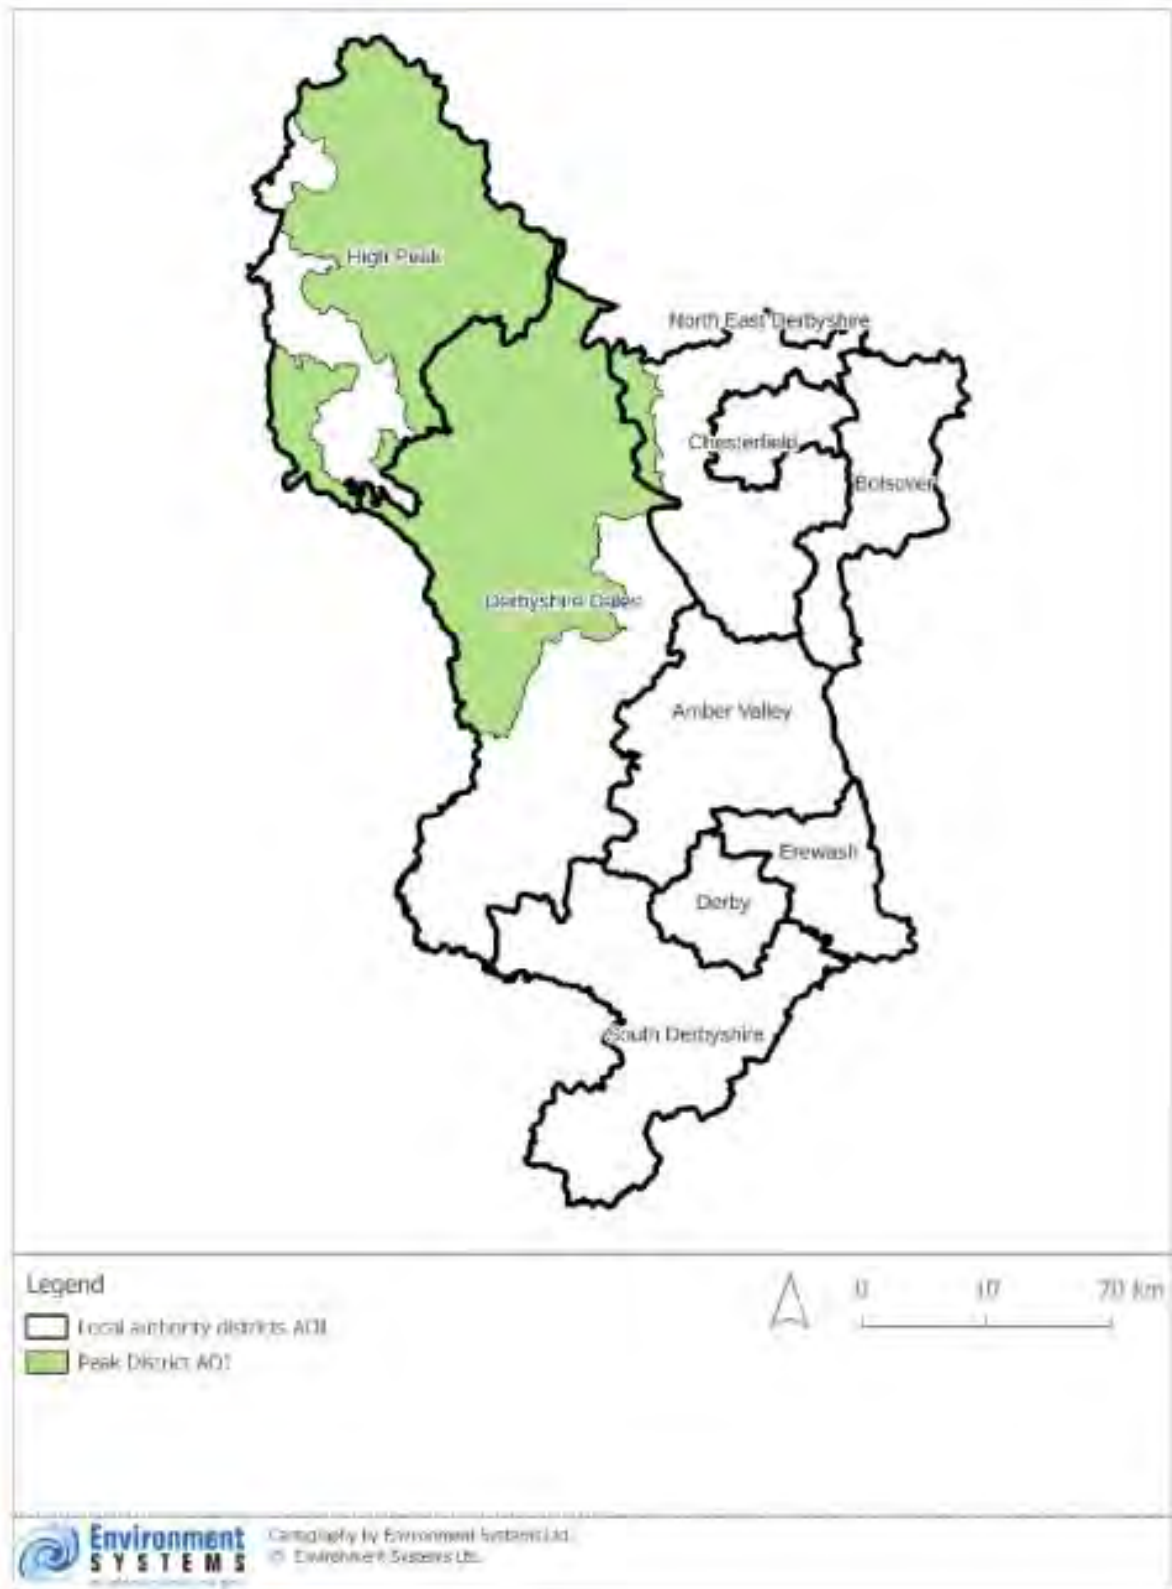 High Peak
North East Derbyshire
Chesterfield
Bolsover
Derbyshire Dales
Amber Valley
Erewash
Derby
South Derbyshire
Legend
0 10 20 km
Local authority districts AOI
Peak District AOI
Environment
SYSTEMS
Cartography by Environment Systems Ltd.
© Environment Systems Ltd.